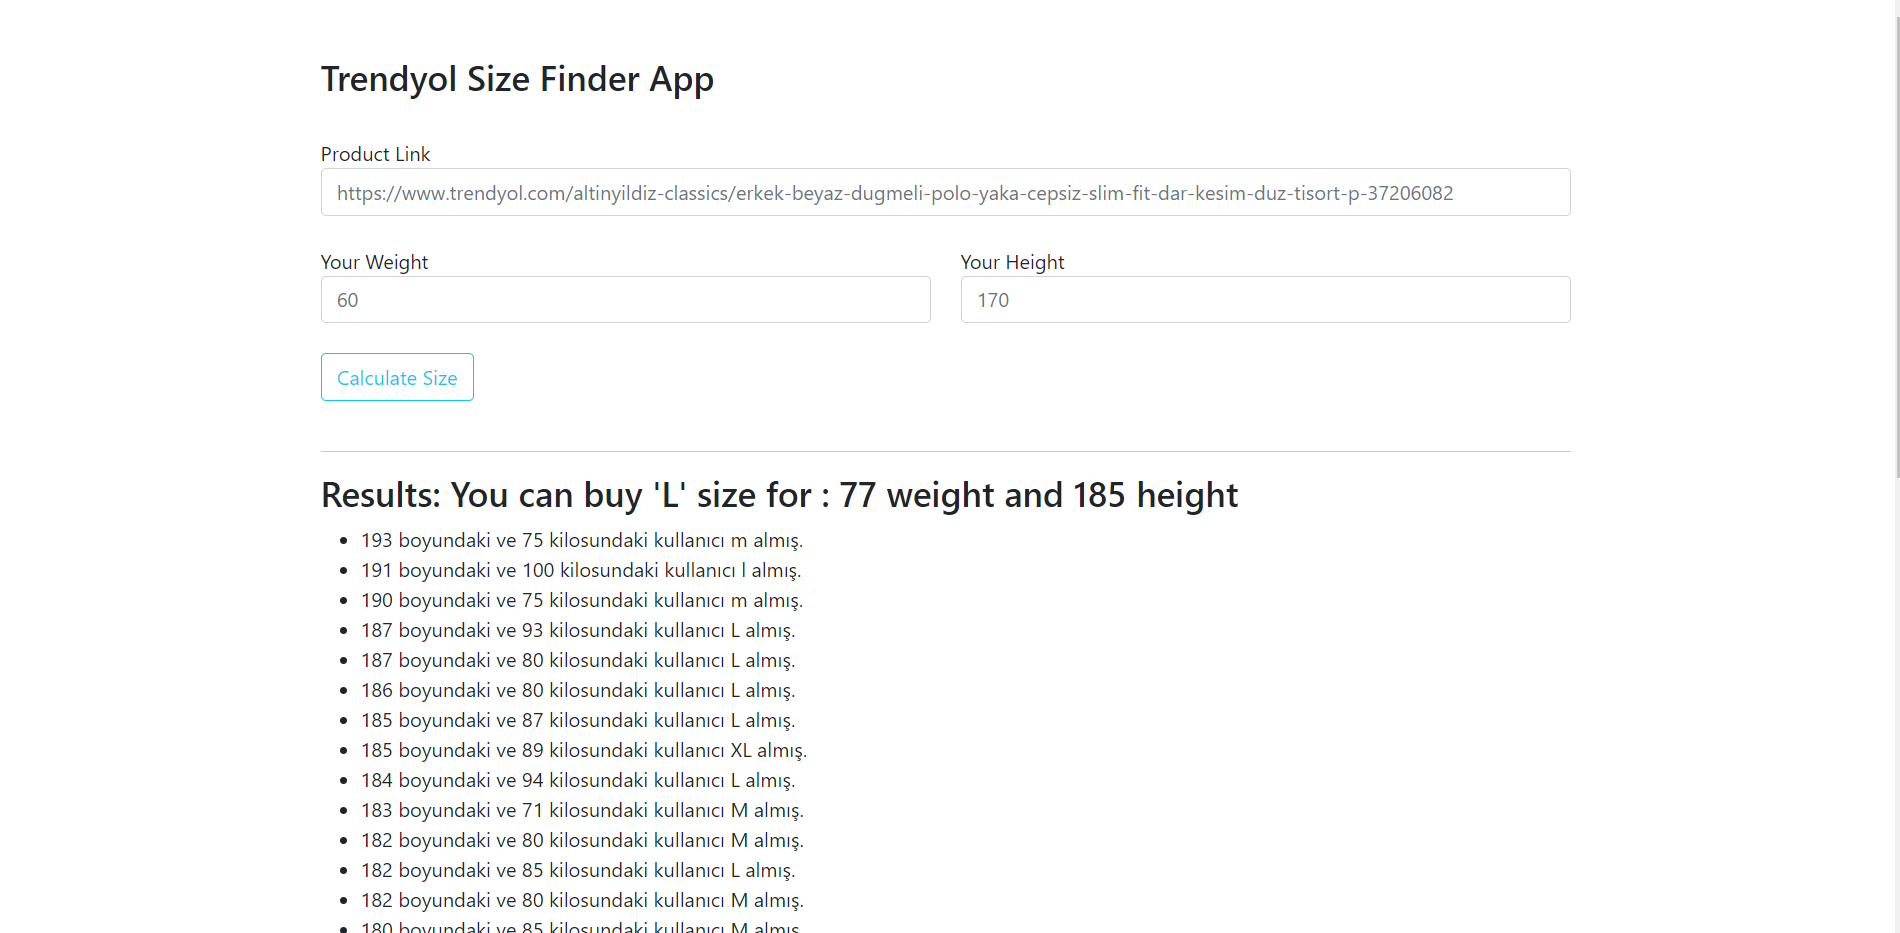 Trendyol Size Finder App
Product Link
https://www.trendyol.com/altinyildiz-classics/erkek-beyaz-dugmeli-polo-yaka-cepsiz-slim-fit-dar-kesim-duz-tisort-p-37206082
Your Weight
Your Height
60
170
Calculate Size
Results: You can buy 'L' size for : 77 weight and 185 height
193 boyundaki ve 75 kilosundaki kullanıcı m almış.
191 boyundaki ve 100 kilosundaki kullanıcı l almış.
190 boyundaki ve 75 kilosundaki kullanıcı m almış.
187 boyundaki ve 93 kilosundaki kullanıcı L almış.
187 boyundaki ve 80 kilosundaki kullanıcı L almış.
186 boyundaki ve 80 kilosundaki kullanıcı L almış.
185 boyundaki ve 87 kilosundaki kullanıcı L almış.
185 boyundaki ve 89 kilosundaki kullanıcı XL almış.
184 boyundaki ve 94 kilosundaki kullanıcı L almış.
183 boyundaki ve 71 kilosundaki kullanıcı M almış.
182 boyundaki ve 80 kilosundaki kullanıcı M almış.
182 boyundaki ve 85 kilosundaki kullanıcı L almış.
182 boyundaki ve 80 kilosundaki kullanıcı M almış.
180 boyundaki ve 85 kilosundaki kullanıcı M almış.